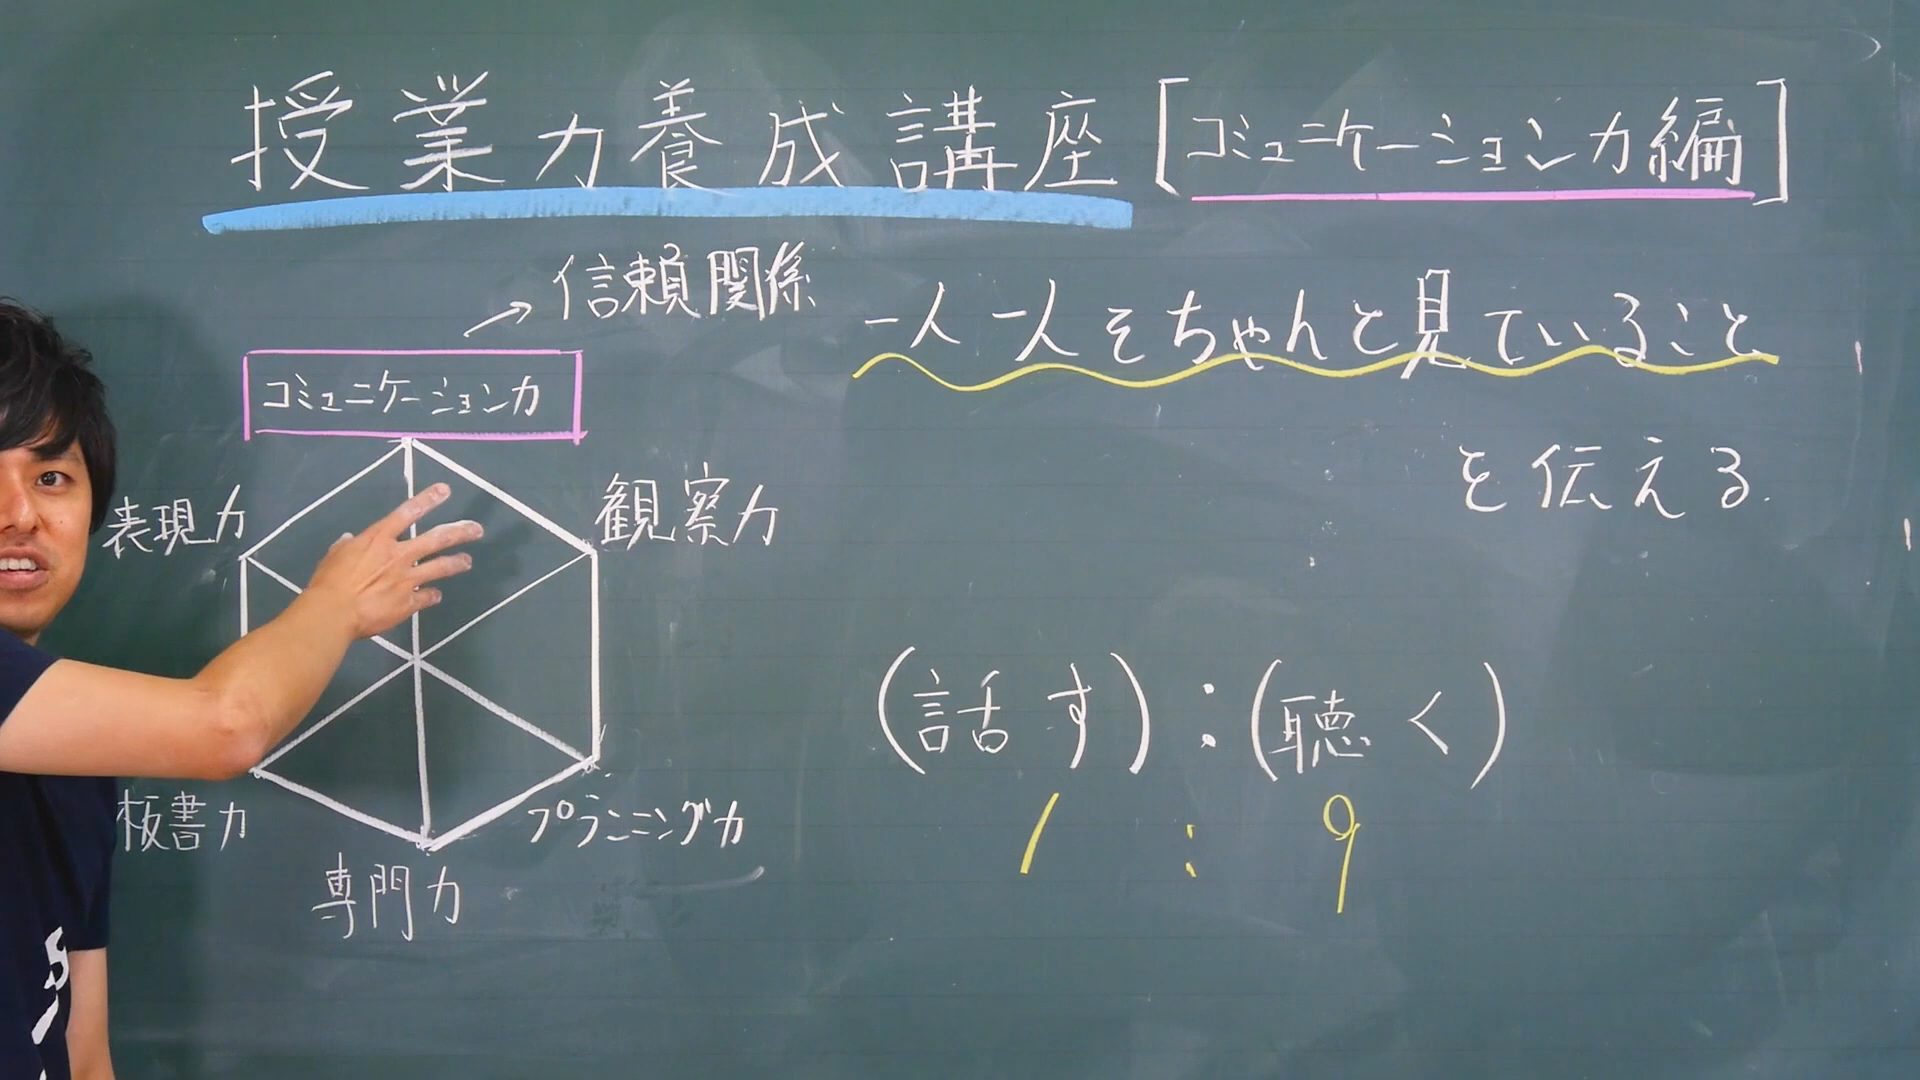 授業力養成講座［コミュニケーション力編］
→信頼関係
コミュニケーション力
表現力
観察力
板書力
プランニング力
専門力
一人一人をちゃんと見ていること
を伝える.
(話す):(聴く)
1 : 9